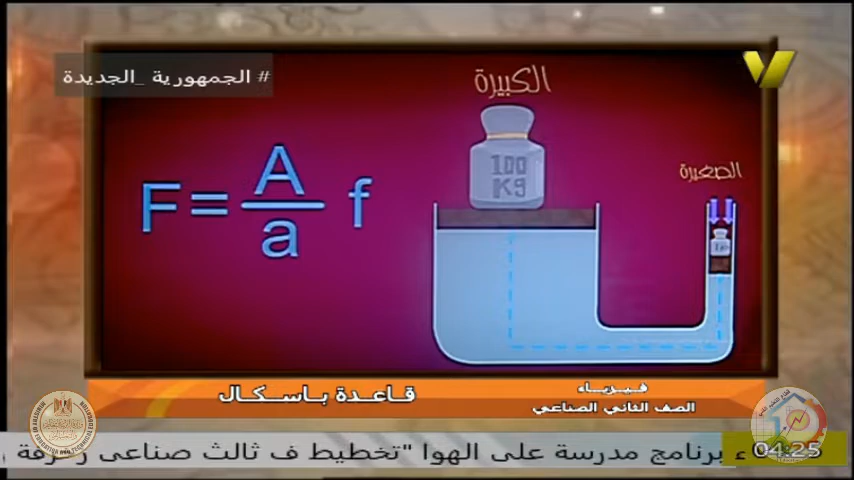 # الجمهورية _الجديدة
الكبيرة
100
KG
الصغيرة
F = A/a f
قاعدة باسكال
فيزياء
الصف الثاني الصناعي
برنامج مدرسة على الهوا "تخطيط ف ثالث صناعى
04:25